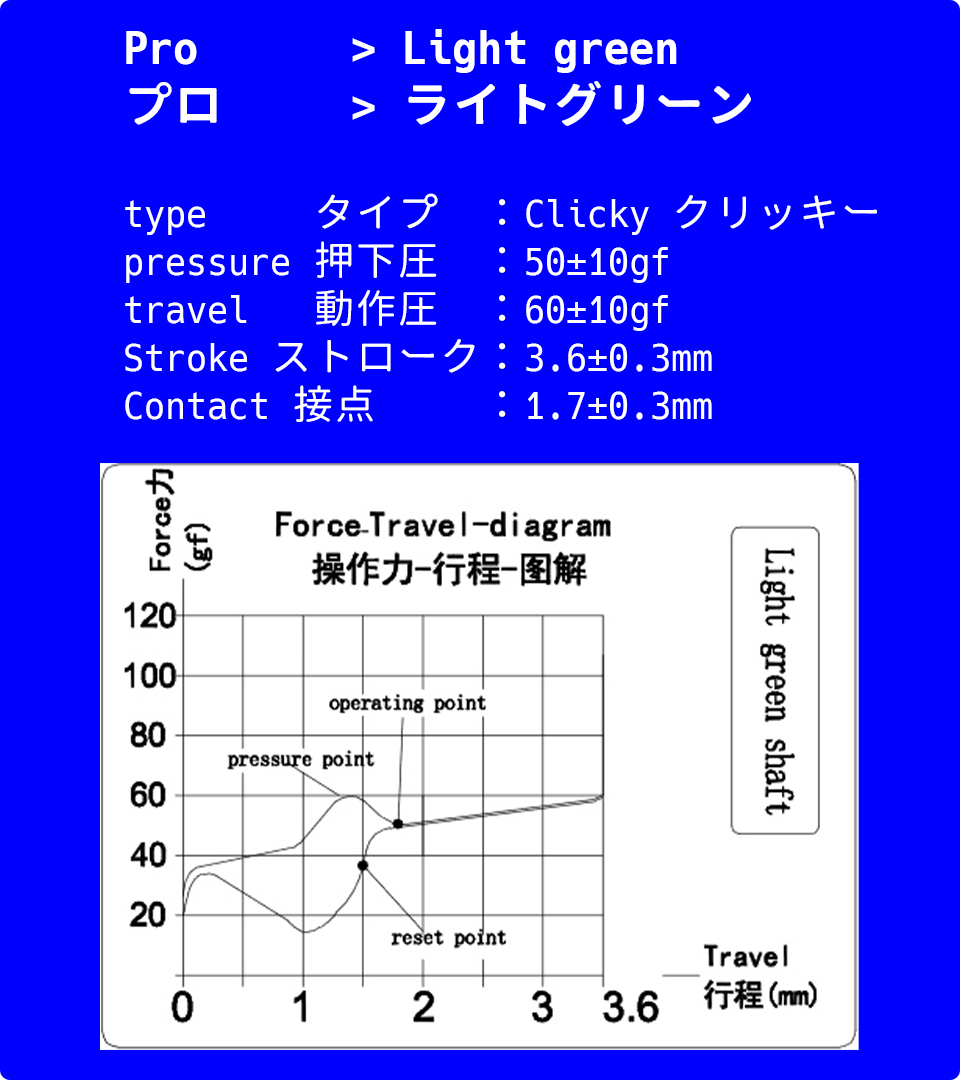 Pro > Light green
プロ > ライトグリーン
type タイプ ：Clicky クリッキー
pressure 押下圧 ：50±10gf
travel 動作圧 ：60±10gf
Stroke ストローク：3.6±0.3mm
Contact 接点 ：1.7±0.3mm
Force力
(gf)
Force-Travel-diagram
操作力-行程-图解
Light green shaft
120
100
operating point
80
pressure point
60
40
20
reset point
Travel
行程(mm)
0 1 2 3 3.6